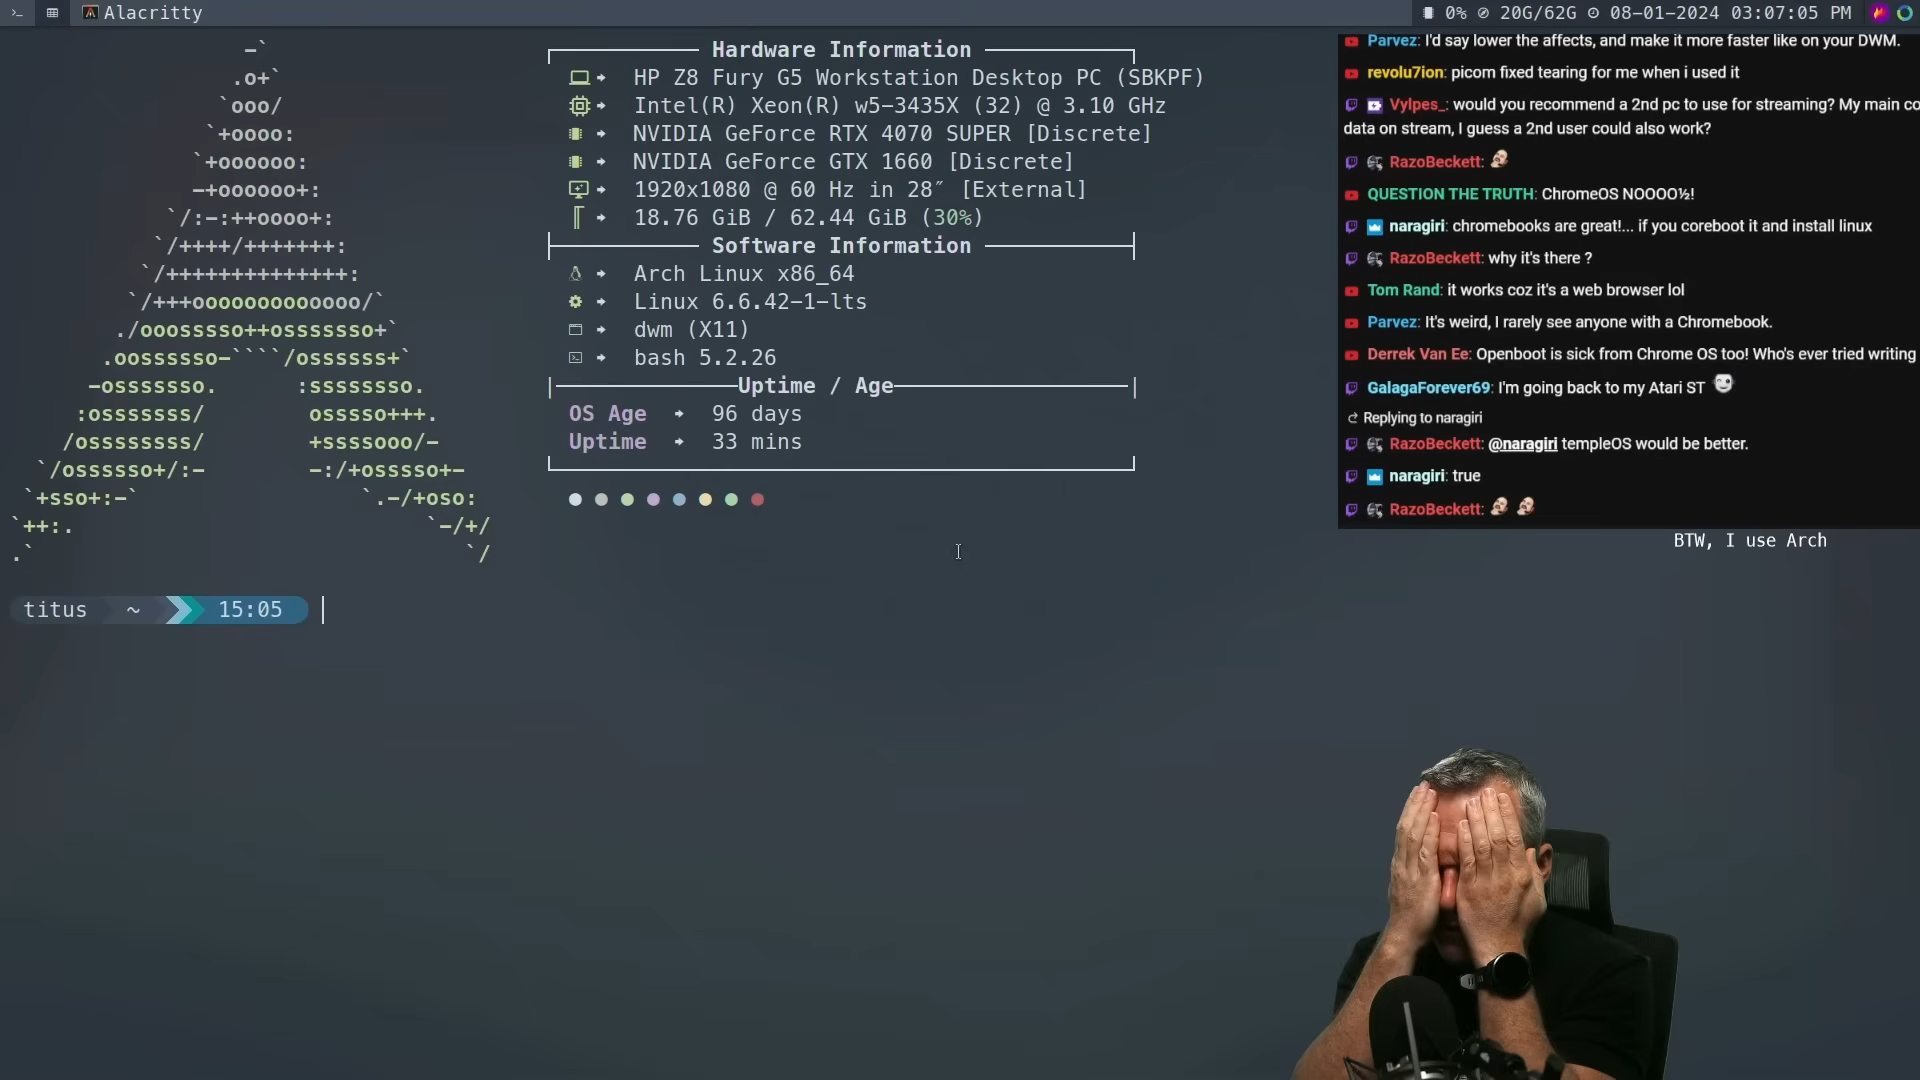 Alacritty
0% 20G/62G 08-01-2024 03:07:05 PM
Hardware Information
HP Z8 Fury G5 Workstation Desktop PC (SBKPF)
Intel(R) Xeon(R) w5-3435X (32) @ 3.10 GHz
NVIDIA GeForce RTX 4070 SUPER [Discrete]
NVIDIA GeForce GTX 1660 [Discrete]
1920x1080 @ 60 Hz in 28″ [External]
18.76 GiB / 62.44 GiB (30%)
Software Information
Arch Linux x86_64
Linux 6.6.42-1-lts
dwm (X11)
bash 5.2.26
Uptime / Age
OS Age 96 days
Uptime 33 mins
titus ~ 15:05
Parvez: I'd say lower the affects, and make it more faster like on your DWM.
revolu7ion: picom fixed tearing for me when i used it
Vylpes_: would you recommend a 2nd pc to use for streaming? My main co
data on stream, I guess a 2nd user could also work?
RazoBeckett:
QUESTION THE TRUTH: ChromeOS NOOOO½!
naragiri: chromebooks are great!... if you coreboot it and install linux
RazoBeckett: why it's there ?
Tom Rand: it works coz it's a web browser lol
Parvez: It's weird, I rarely see anyone with a Chromebook.
Derrek Van Ee: Openboot is sick from Chrome OS too! Who's ever tried writing
GalagaForever69: I'm going back to my Atari ST
Replying to naragiri
RazoBeckett: @naragiri templeOS would be better.
naragiri: true
RazoBeckett:
BTW, I use Arch